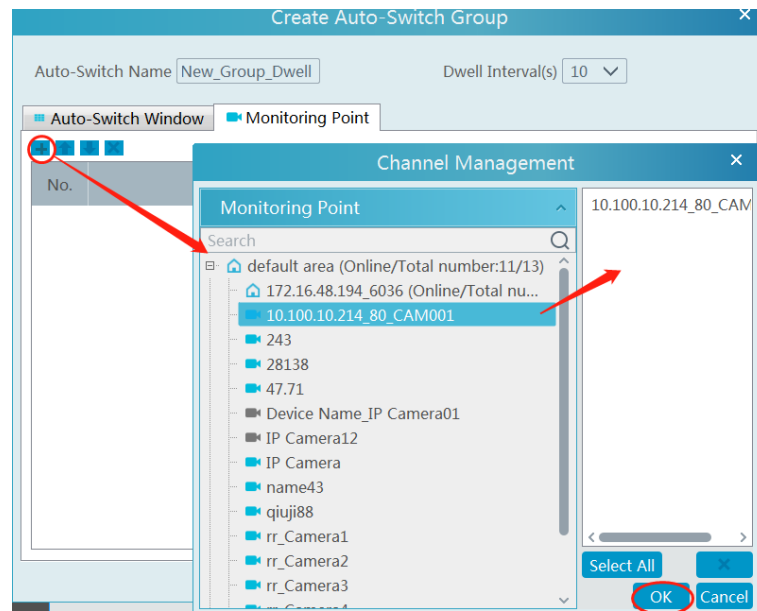 Create Auto-Switch Group
Auto-Switch Name New_Group_Dwell Dwell Interval(s) 10
Auto-Switch Window Monitoring Point
No.
Channel Management
Monitoring Point
Search
default area (Online/Total number:11/13)
172.16.48.194_6036 (Online/Total nu...
10.100.10.214_80_CAM001
243
28138
47.71
Device Name_IP Camera01
IP Camera12
IP Camera
name43
qiuji88
rr_Camera1
rr_Camera2
rr_Camera3
10.100.10.214_80_CAM
Select All
OK Cancel